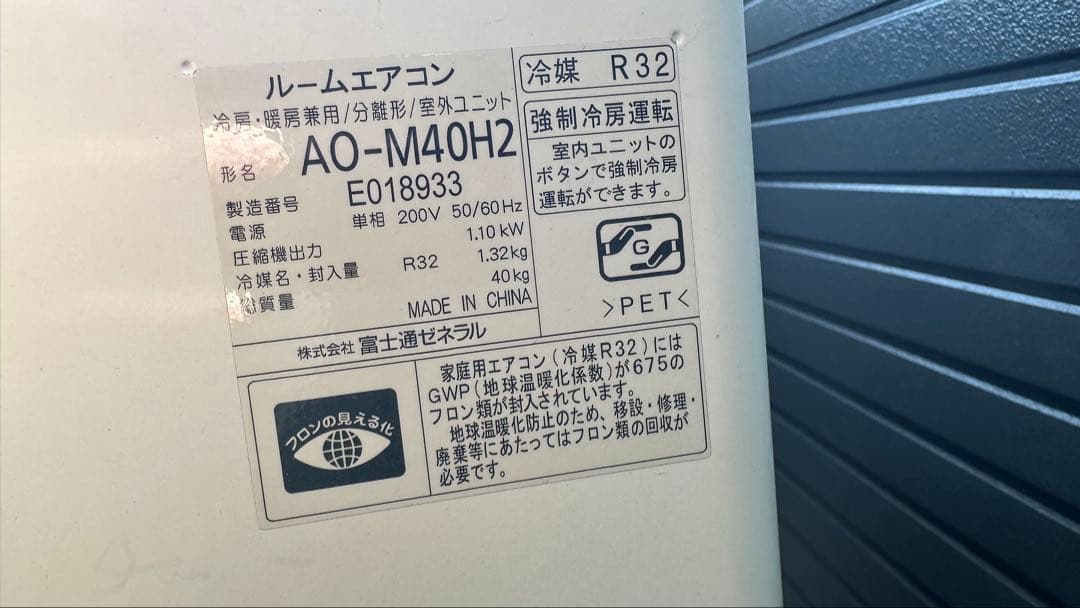 ルームエアコン
冷房・暖房兼用/分離形/室外ユニット
形名 AO-M40H2
製造番号 E018933
電源 単相 200V 50/60Hz
圧縮機出力 1.10kW
冷媒名・封入量 R32 1.32kg
総質量 40kg
MADE IN CHINA
株式会社 富士通ゼネラル
冷媒 R32
強制冷房運転
室内ユニットの
ボタンで強制冷房
運転ができます。
G
>PET<
フロンの見える化
家庭用エアコン(冷媒R32)には
GWP(地球温暖化係数)が675の
フロン類が封入されています。
地球温暖化防止のため、移設・修理・
廃棄等にあたってはフロン類の回収が
必要です。